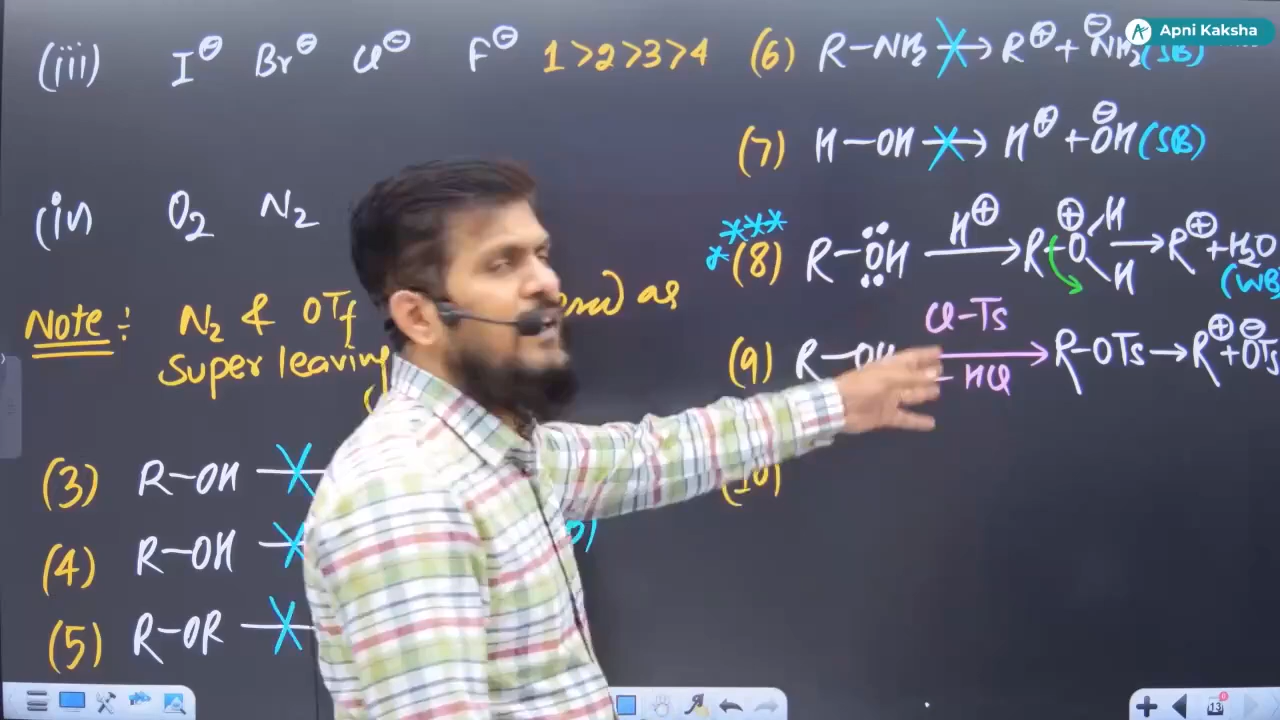 Apni Kaksha
(iii) I⊖ Br⊖ Cl⊖ F⊖ 1>2>3>4
O2 N2
Note: N2 & OTf as
super leaving
(3) R-OH
(4) R-OH
(5) R-OR
(6) R-NH2 → R⊕ + ⊖NH2 (SB)
(7) H-OH → H⊕ + ⊖OH (SB)
****
(8) R-ÖH H⊕ → R-O⊕ H H → R⊕ + H2O
(WB)
Cl-Ts
(9) R-OH → R-OTs → R⊕ + ⊖OTs
-HCl
(10)
13